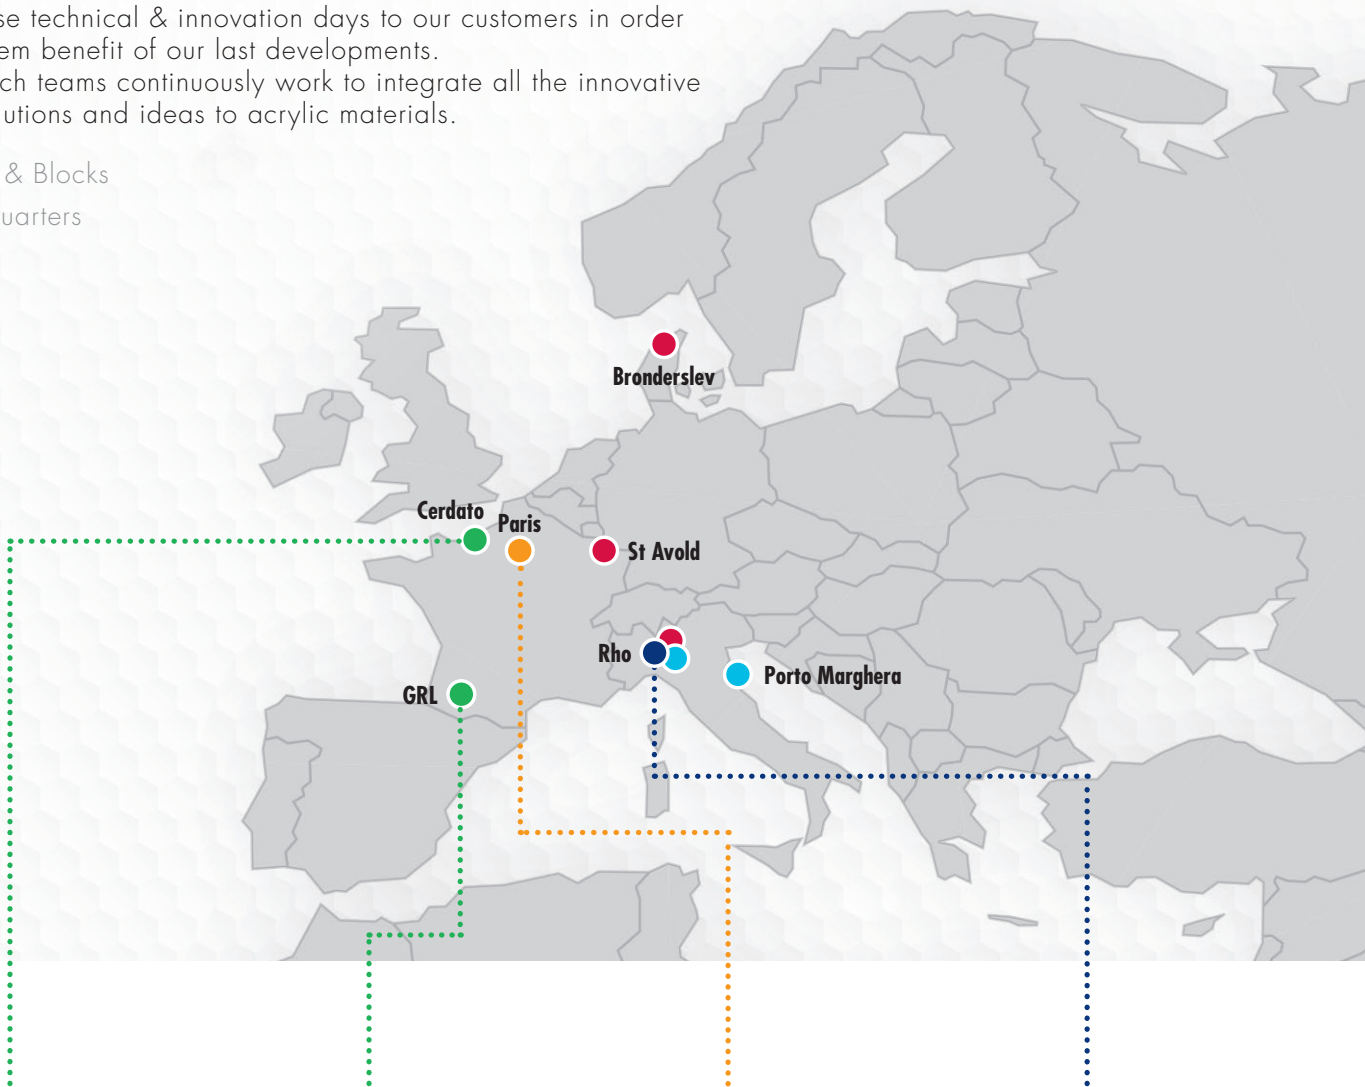 se technical & innovation days to our customers in order
em benefit of our last developments.
ch teams continuously work to integrate all the innovative
utions and ideas to acrylic materials.
& Blocks
uarters
Bronderslev
Cerdato
Paris
St Avold
Rho
Porto Marghera
GRL